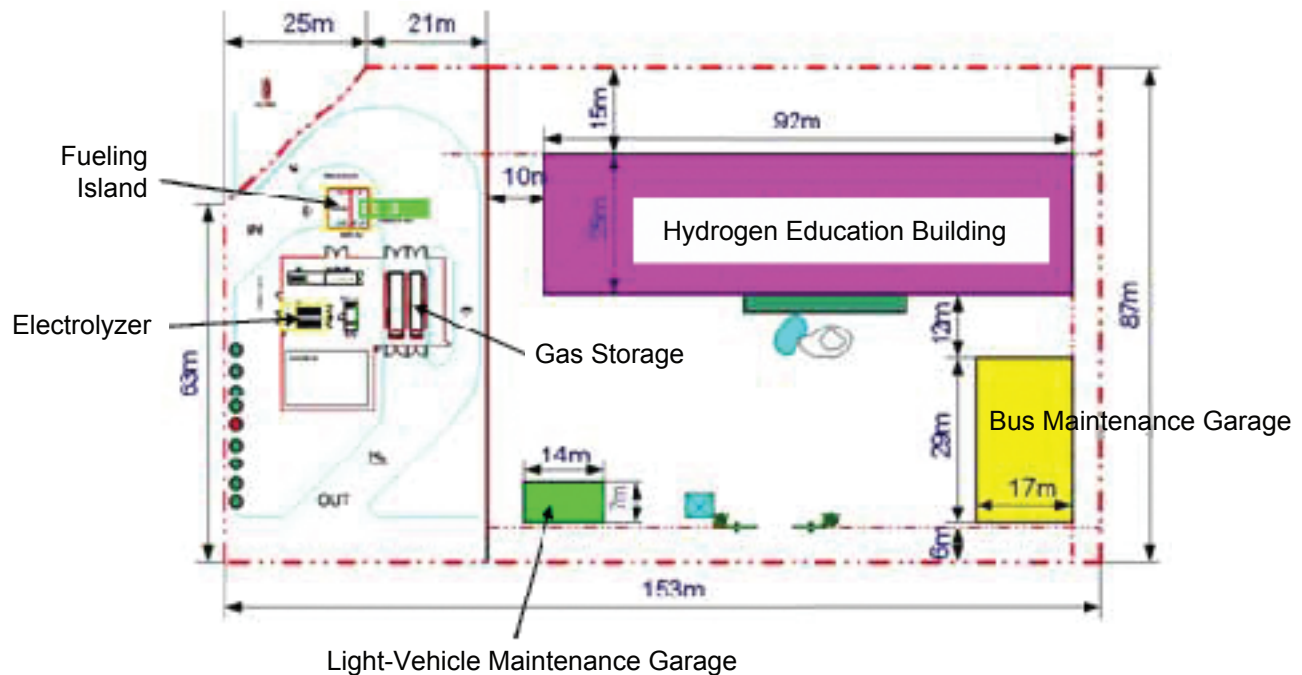 25m
21m
15m
92m
Fueling
Island
10m
25m
Hydrogen Education Building
IN
Electrolyzer
Gas Storage
12m
87m
63m
Bus Maintenance Garage
29m
14m
7m
17m
OUT
6m
153m
Light-Vehicle Maintenance Garage